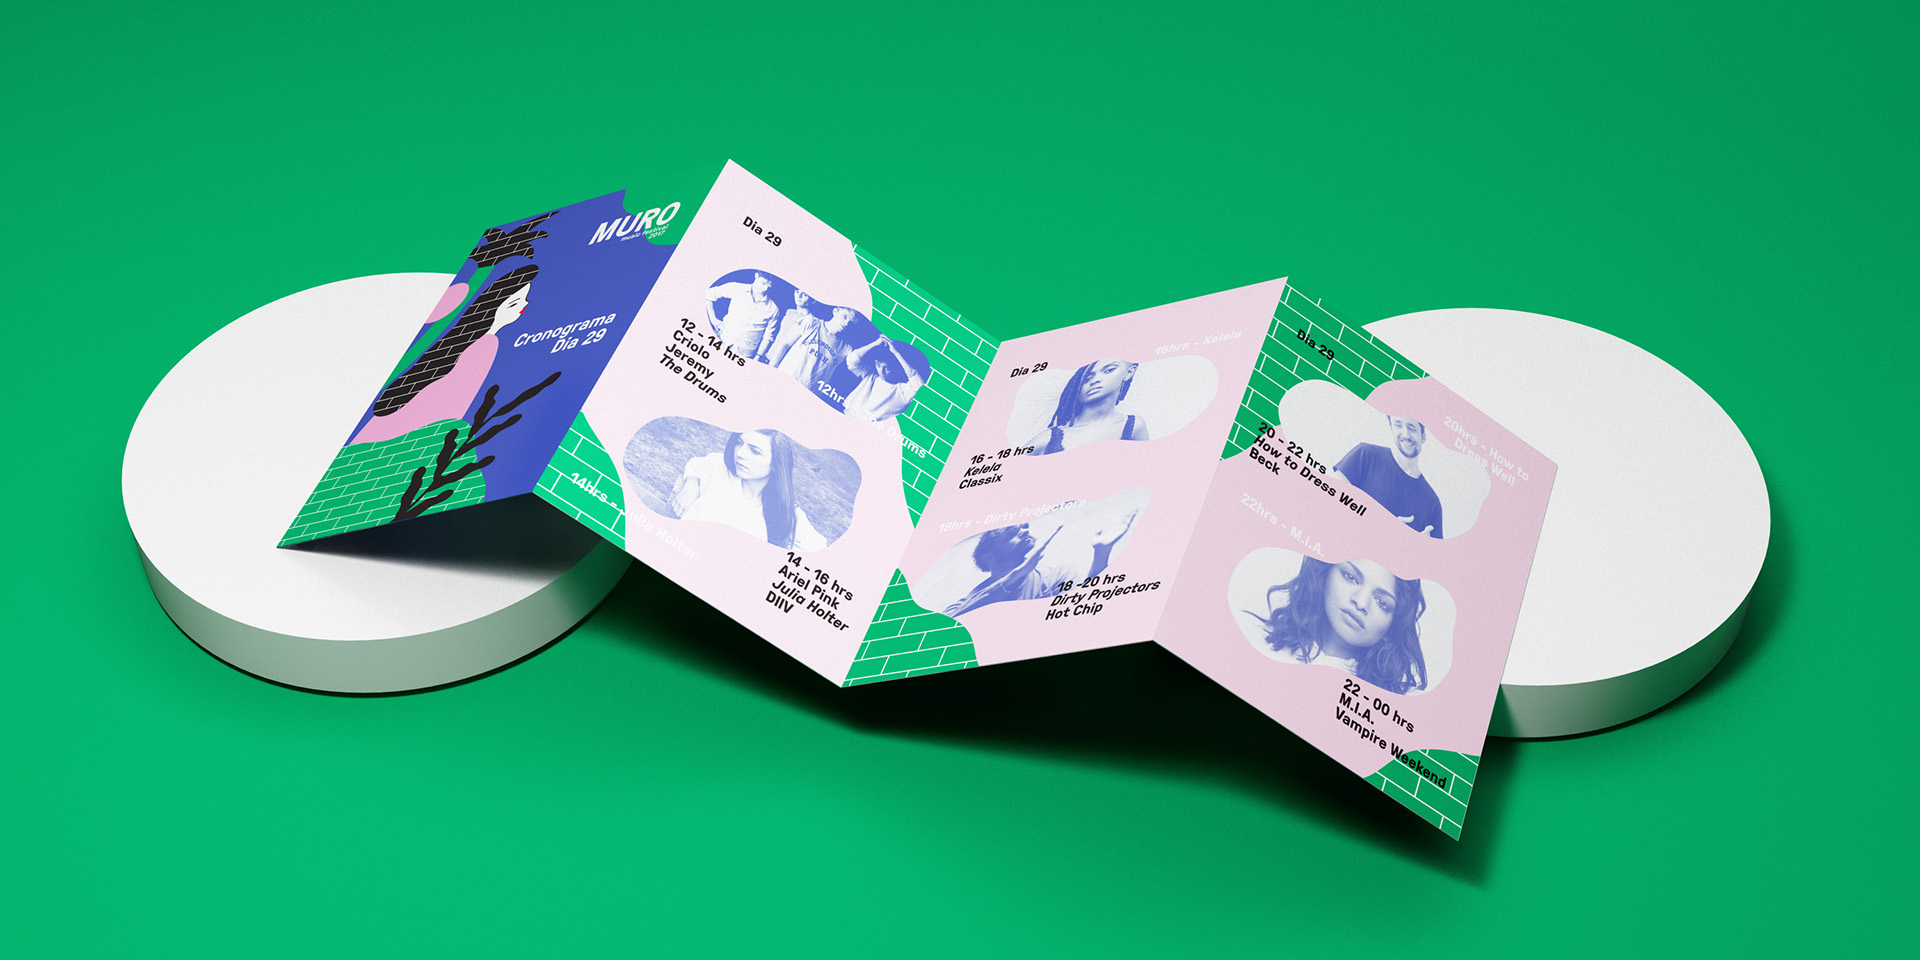 MURO
music festival
2017
Cronograma
Dia 29
Dia 29
12 - 14 hrs
Criolo
Jeremy
The Drums
12hrs Drums
14hrs - Julia Holter
14 - 16 hrs
Ariel Pink
Julia Holter
DIIV
Dia 29
16hrs - Kelela
16 - 18 hrs
Kelela
Classix
18hrs - Dirty Projectors
18 -20 hrs
Dirty Projectors
Hot Chip
Dia 29
20hrs - How to
Dress Well
20 - 22 hrs
How to Dress Well
Beck
22hrs - M.I.A.
22 - 00 hrs
M.I.A.
Vampire Weekend